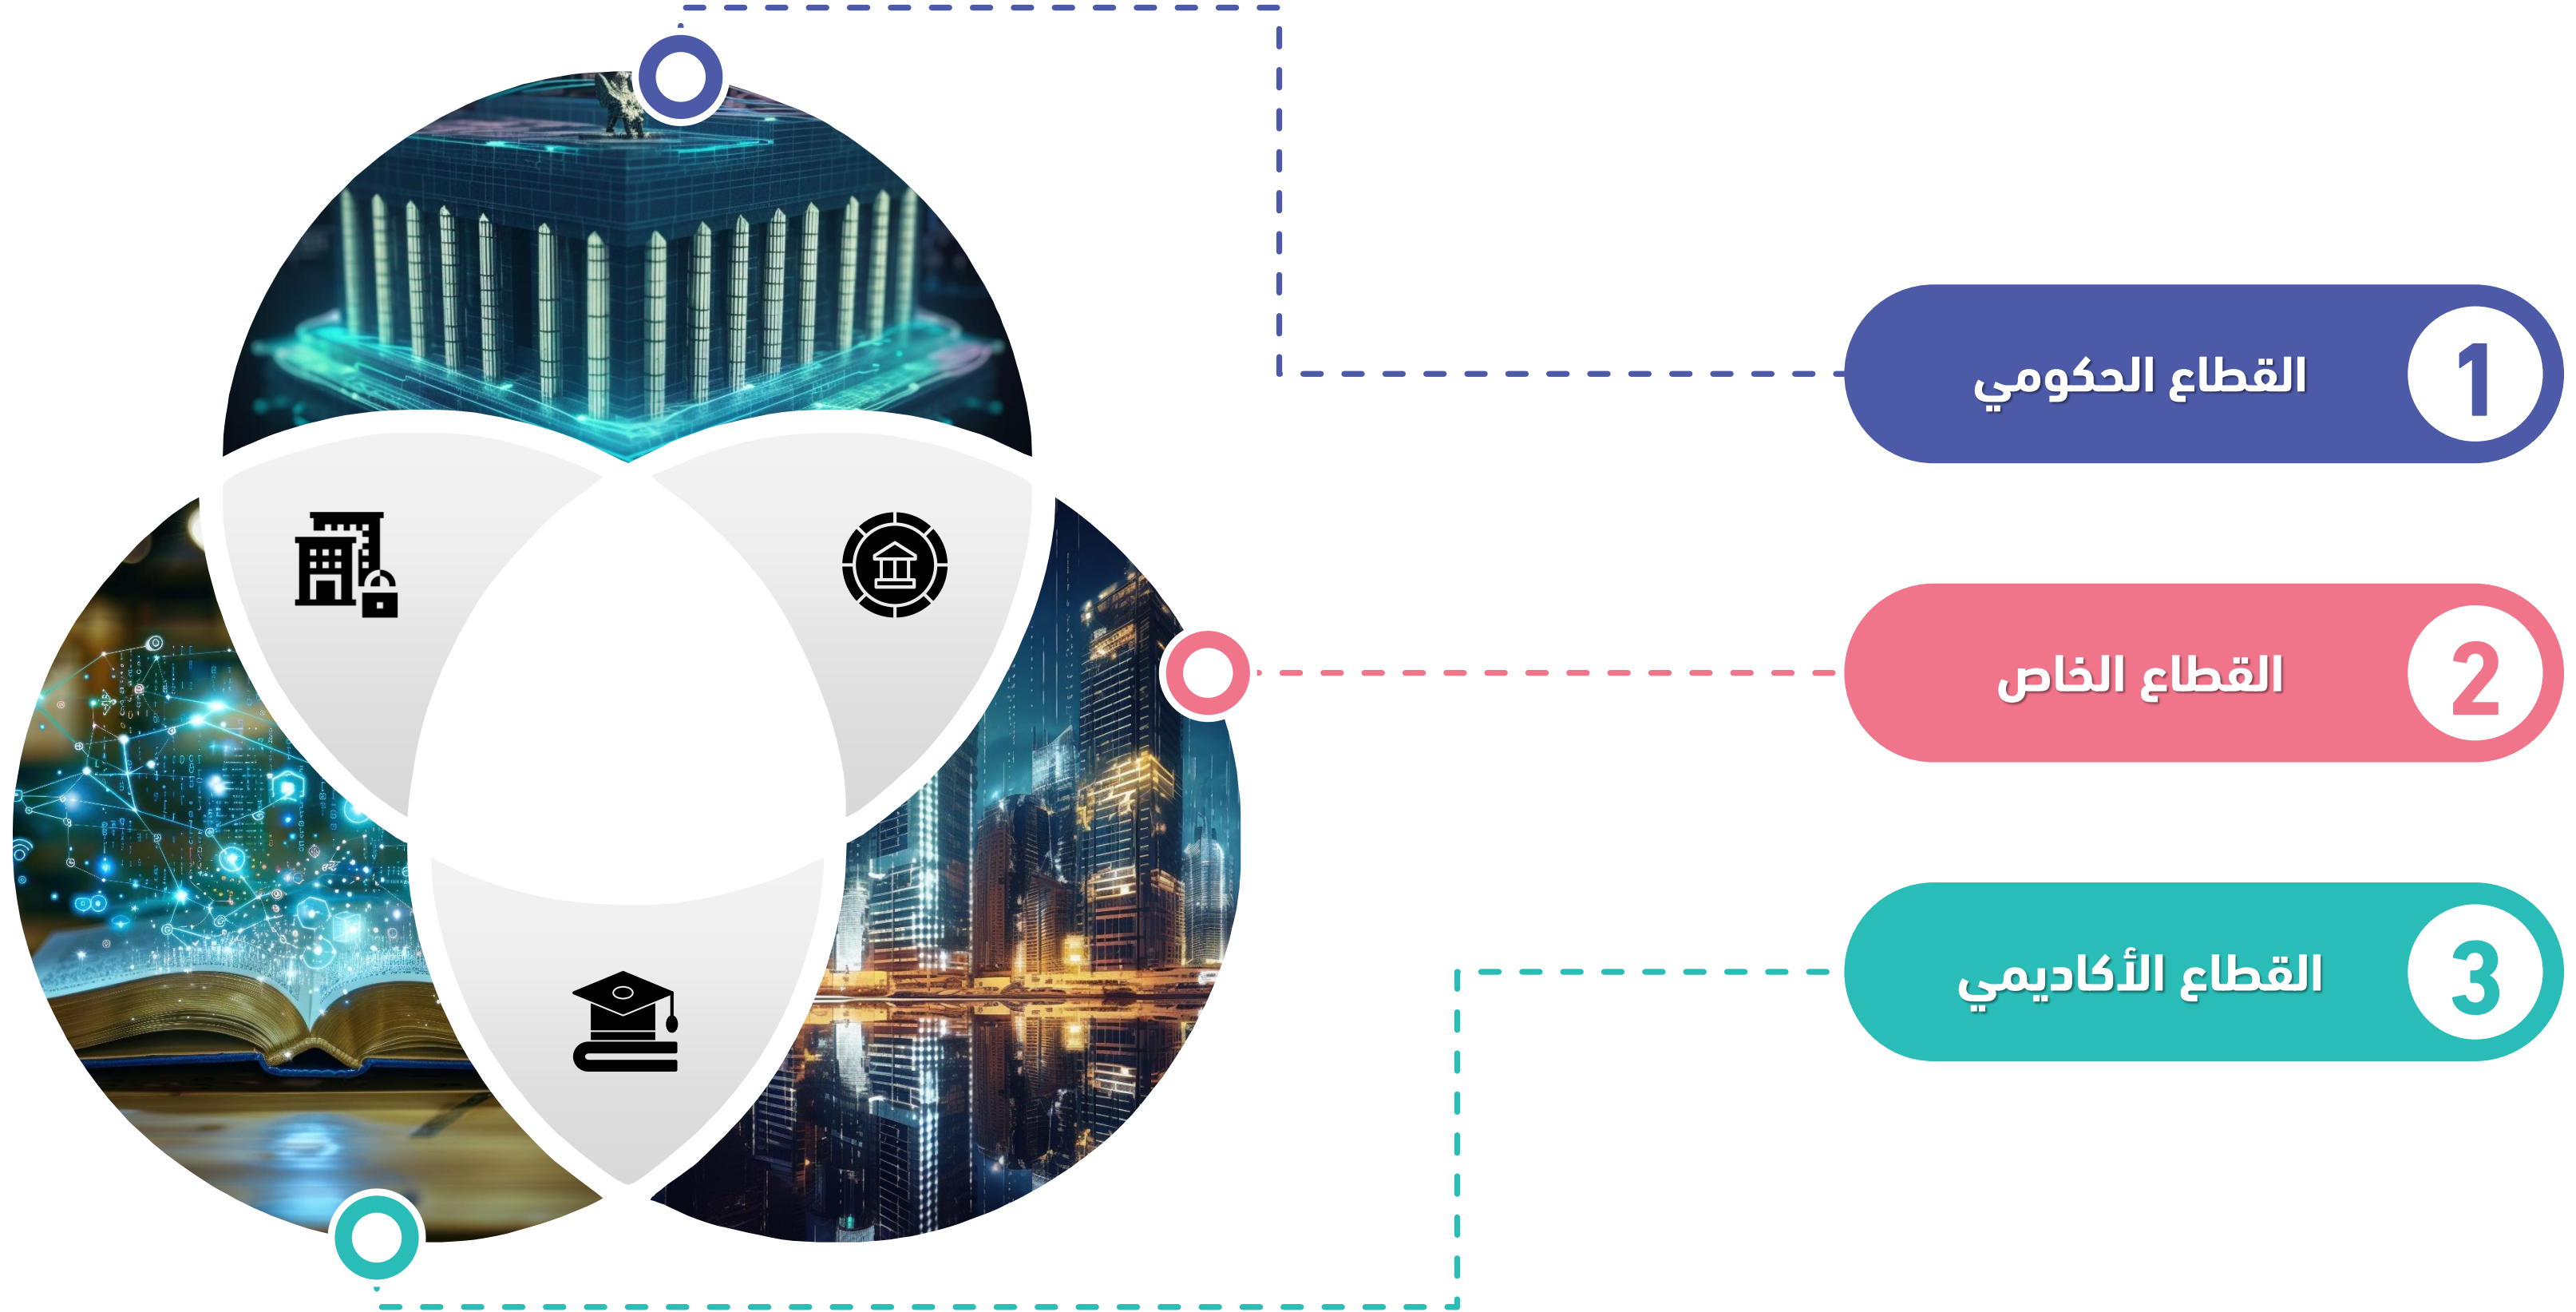 1
القطاع الحكومي
2
القطاع الخاص
3
القطاع الأكاديمي